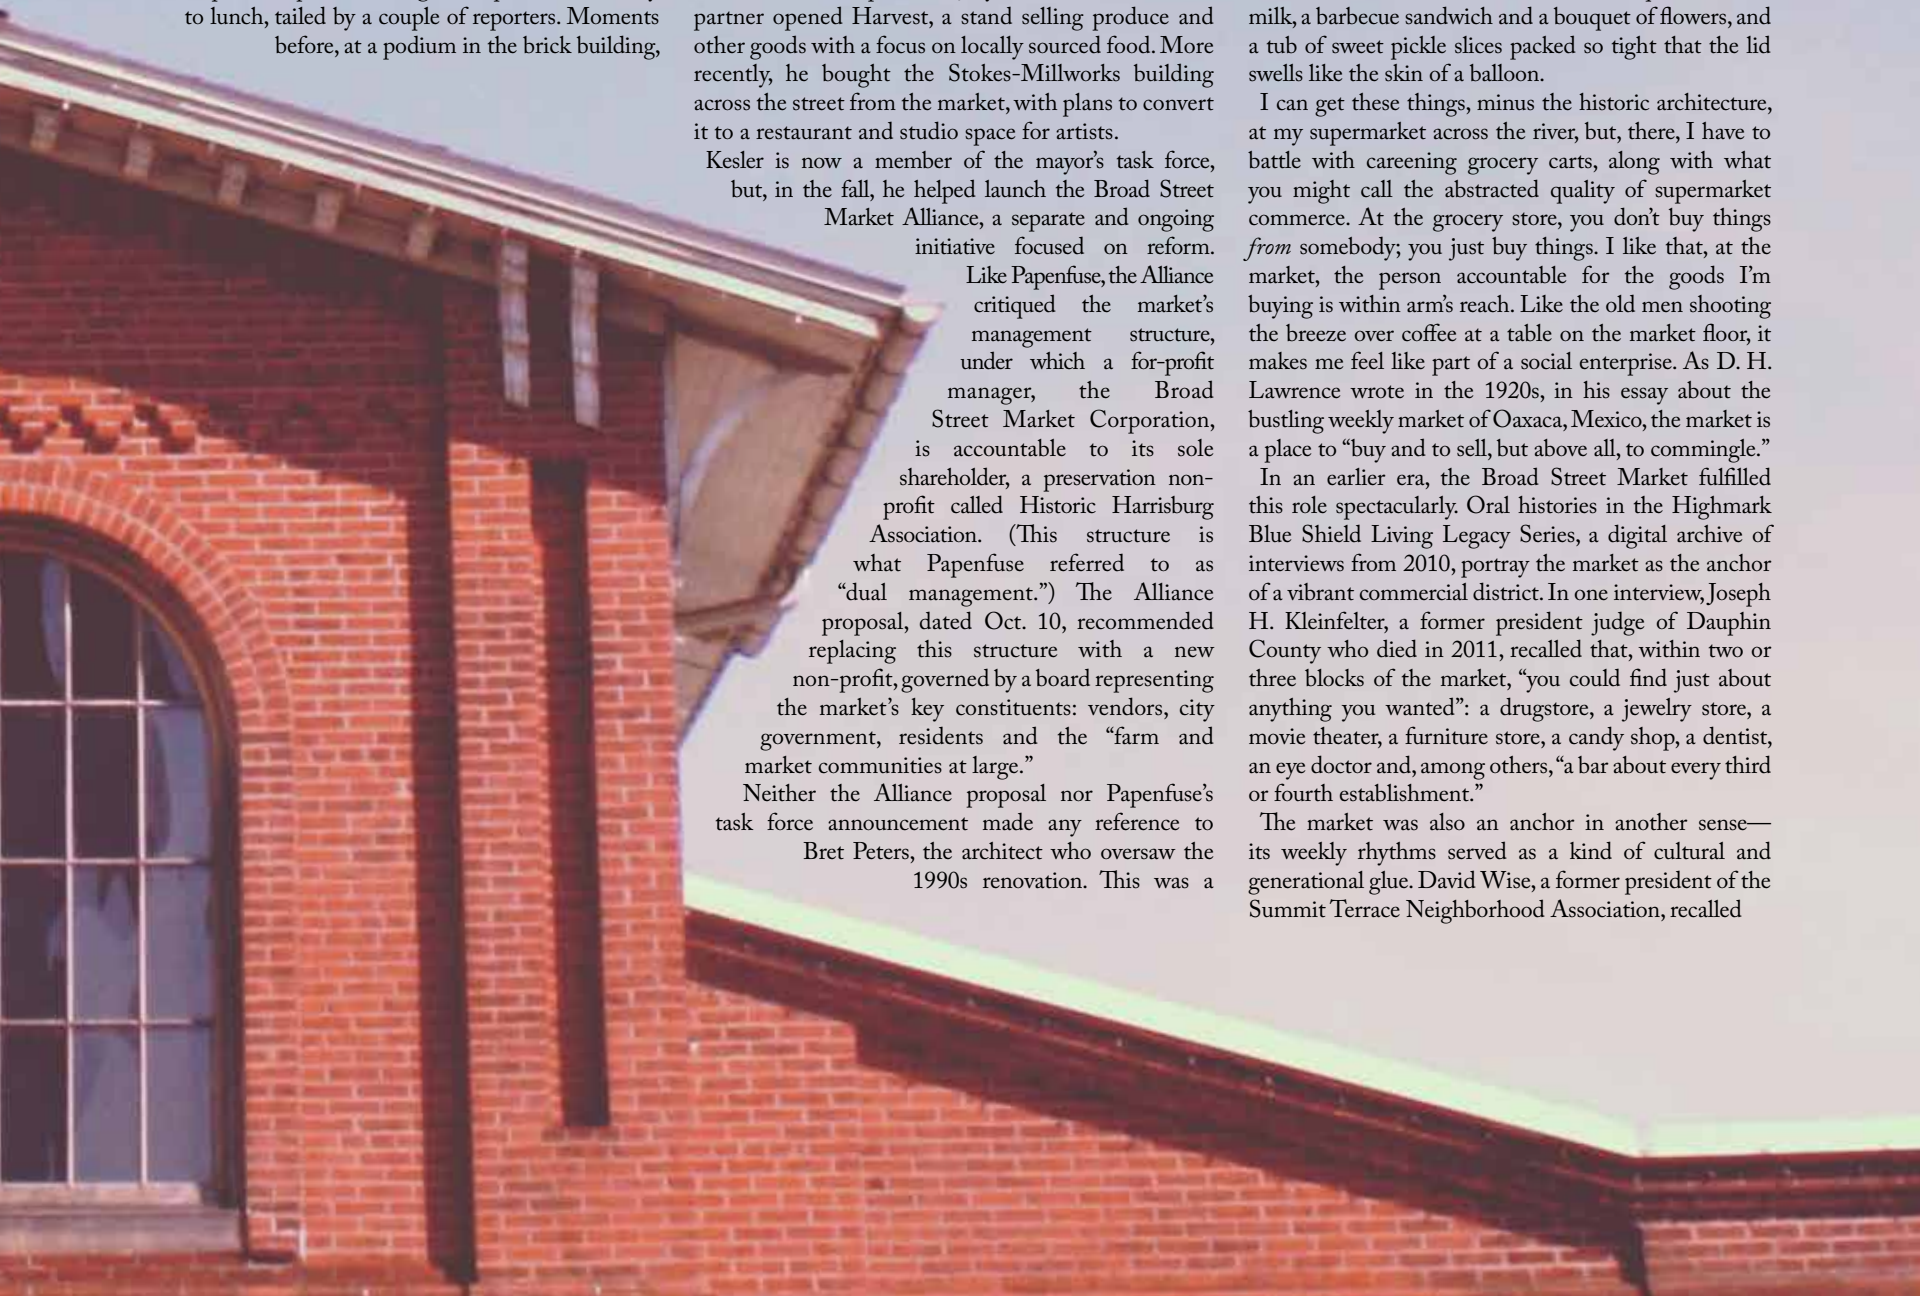 to lunch, tailed by a couple of reporters. Moments
before, at a podium in the brick building,
partner opened Harvest, a stand selling produce and
other goods with a focus on locally sourced food. More
recently, he bought the Stokes-Millworks building
across the street from the market, with plans to convert
it to a restaurant and studio space for artists.
Kesler is now a member of the mayor’s task force,
but, in the fall, he helped launch the Broad Street
Market Alliance, a separate and ongoing
initiative focused on reform.
Like Papenfuse, the Alliance
critiqued the market’s
management structure,
under which a for-profit
manager, the Broad
Street Market Corporation,
is accountable to its sole
shareholder, a preservation non-
profit called Historic Harrisburg
Association. (This structure is
what Papenfuse referred to as
“dual management.”) The Alliance
proposal, dated Oct. 10, recommended
replacing this structure with a new
non-profit, governed by a board representing
the market’s key constituents: vendors, city
government, residents and the “farm and
market communities at large.”
Neither the Alliance proposal nor Papenfuse’s
task force announcement made any reference to
Bret Peters, the architect who oversaw the
1990s renovation. This was a
milk, a barbecue sandwich and a bouquet of flowers, and
a tub of sweet pickle slices packed so tight that the lid
swells like the skin of a balloon.
I can get these things, minus the historic architecture,
at my supermarket across the river, but, there, I have to
battle with careening grocery carts, along with what
you might call the abstracted quality of supermarket
commerce. At the grocery store, you don’t buy things
from somebody; you just buy things. I like that, at the
market, the person accountable for the goods I’m
buying is within arm’s reach. Like the old men shooting
the breeze over coffee at a table on the market floor, it
makes me feel like part of a social enterprise. As D. H.
Lawrence wrote in the 1920s, in his essay about the
bustling weekly market of Oaxaca, Mexico, the market is
a place to “buy and to sell, but above all, to commingle.”
In an earlier era, the Broad Street Market fulfilled
this role spectacularly. Oral histories in the Highmark
Blue Shield Living Legacy Series, a digital archive of
interviews from 2010, portray the market as the anchor
of a vibrant commercial district. In one interview, Joseph
H. Kleinfelter, a former president judge of Dauphin
County who died in 2011, recalled that, within two or
three blocks of the market, “you could find just about
anything you wanted”: a drugstore, a jewelry store, a
movie theater, a furniture store, a candy shop, a dentist,
an eye doctor and, among others, “a bar about every third
or fourth establishment.”
The market was also an anchor in another sense—
its weekly rhythms served as a kind of cultural and
generational glue. David Wise, a former president of the
Summit Terrace Neighborhood Association, recalled